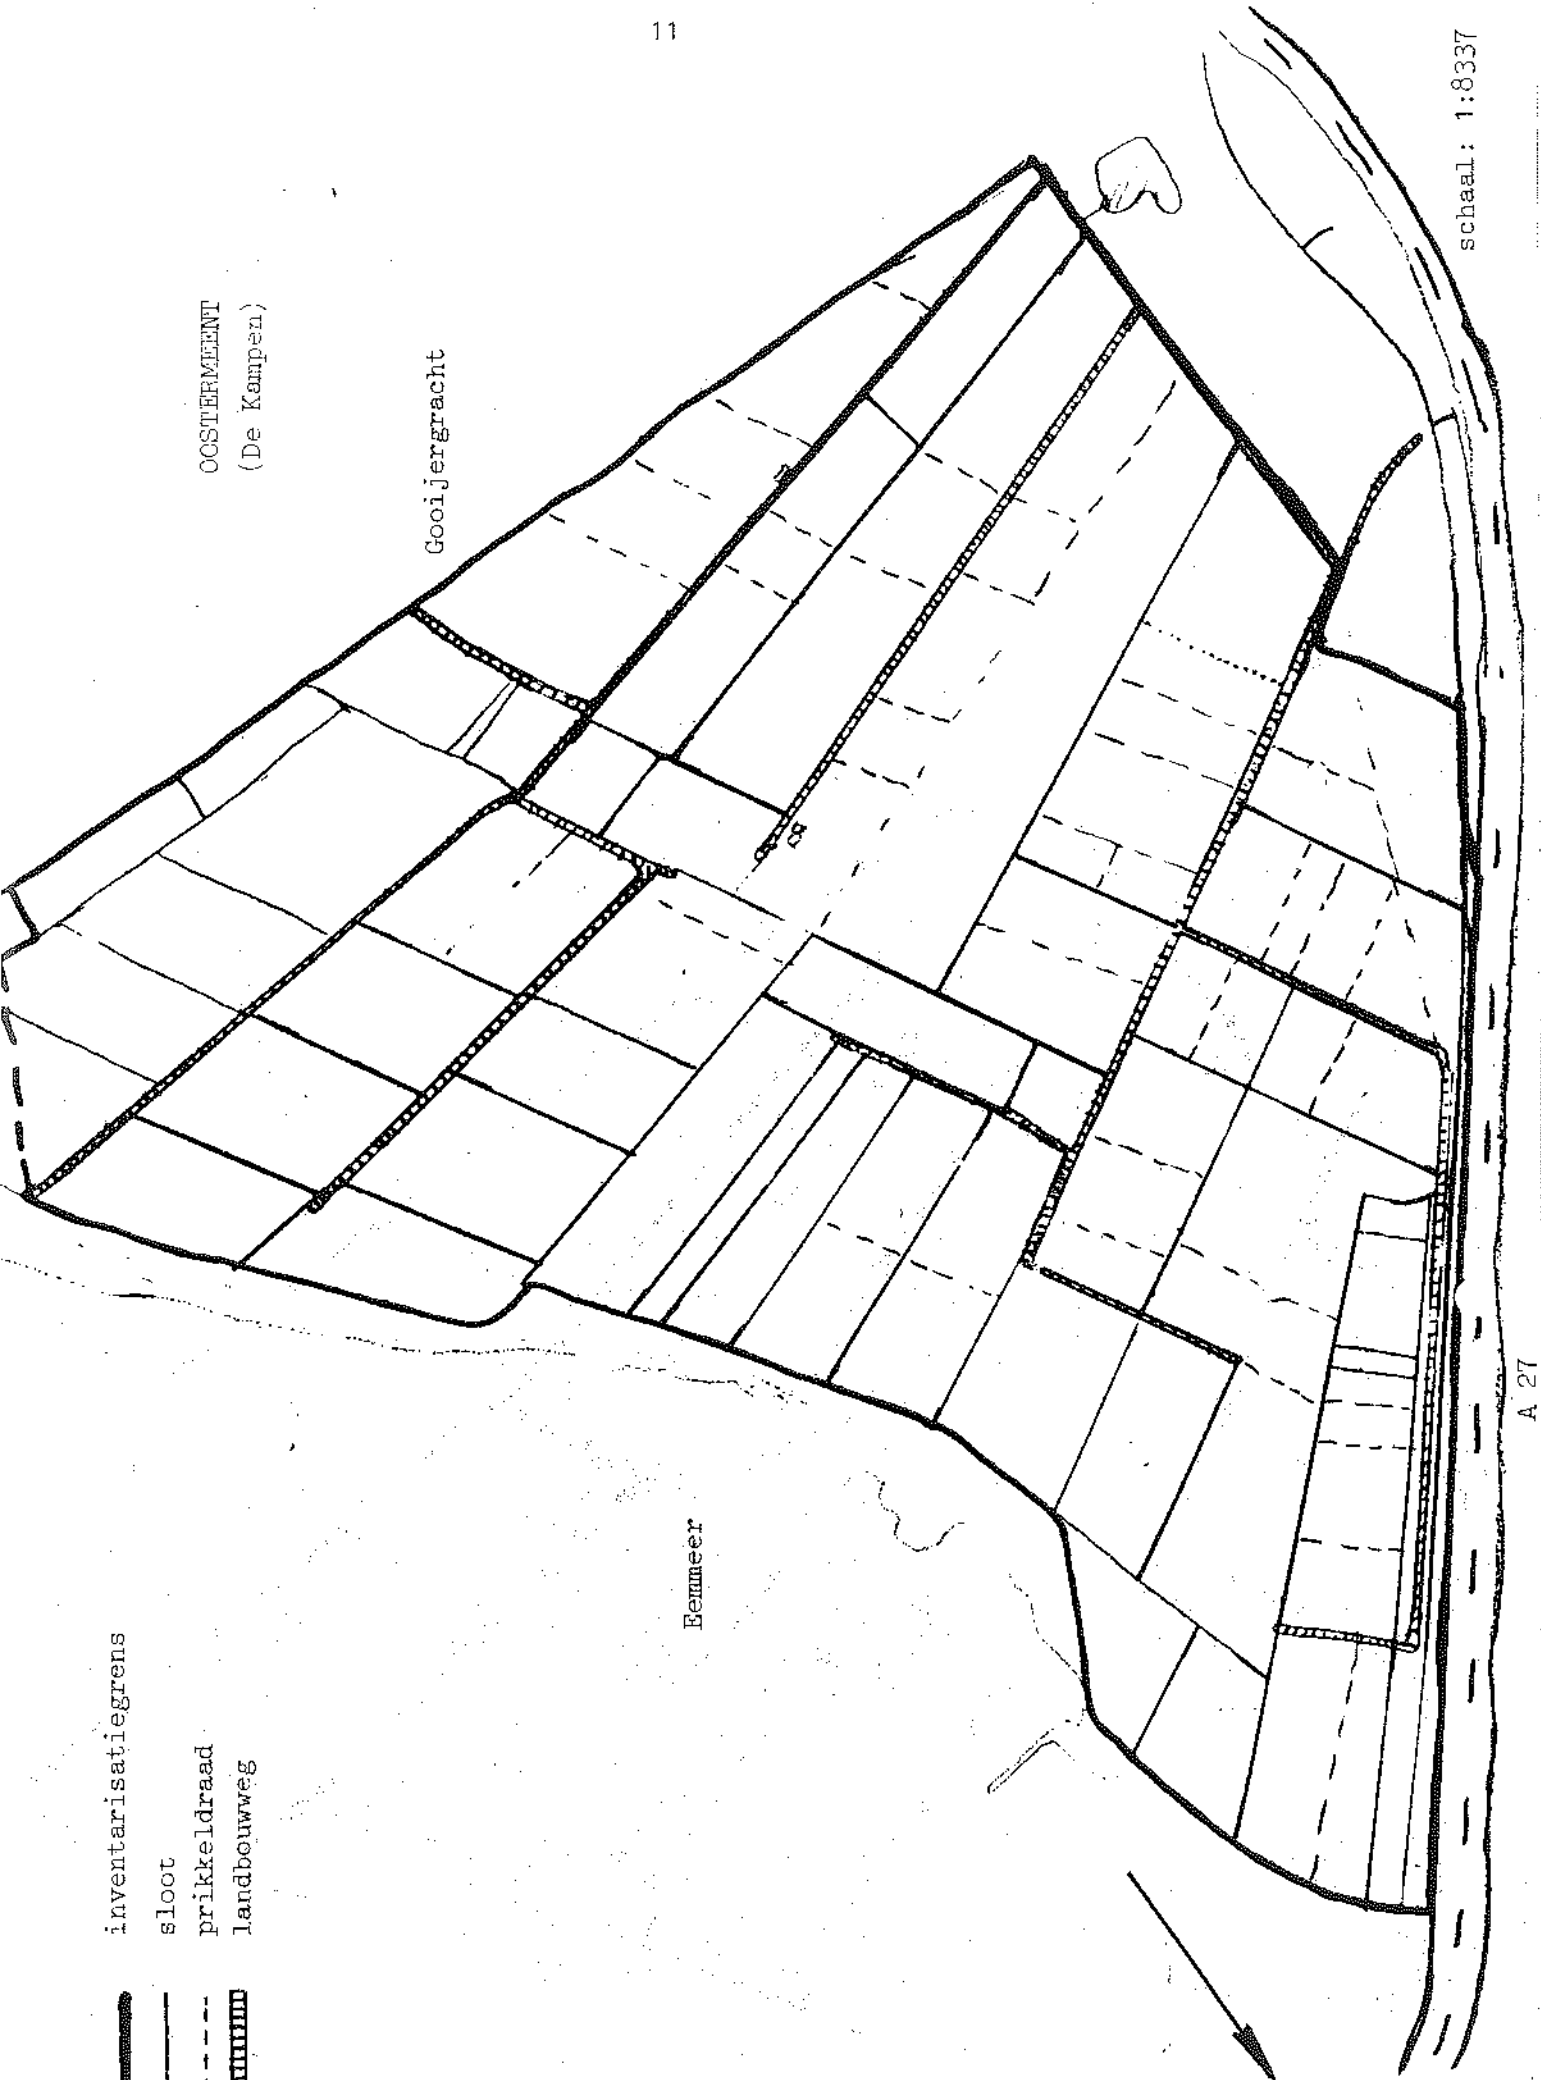 11
OOSTERMEENT
(De Kampen)
Gooijergracht
schaal: 1:8337
inventarisatiegrens
sloot
prikkeldraad
landbouwweg
Eemmeer
A 27